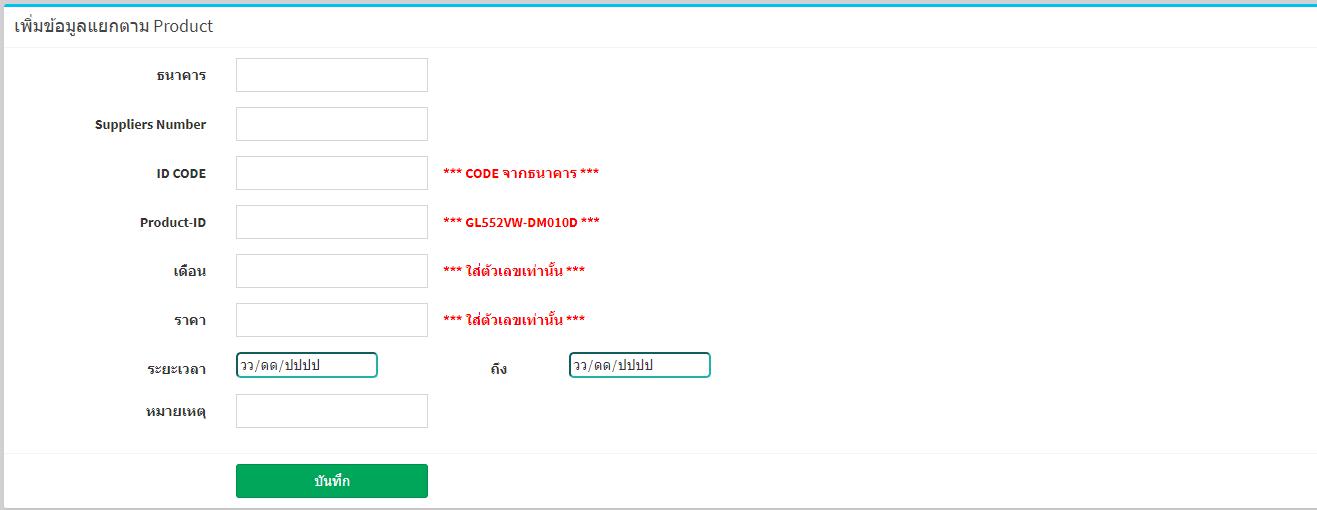 เพิ่มข้อมูลแยกตาม Product
ธนาคาร
Suppliers Number
ID CODE *** CODE จากธนาคาร ***
Product-ID *** GL552VW-DM010D ***
เดือน *** ใส่ตัวเลขเท่านั้น ***
ราคา *** ใส่ตัวเลขเท่านั้น ***
ระยะเวลา วว/ดด/ปปปป ถึง วว/ดด/ปปปป
หมายเหตุ
บันทึก